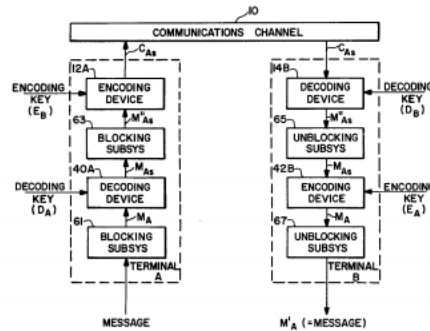 10
COMMUNICATIONS CHANNEL
C_As
12A
ENCODING DEVICE
ENCODING KEY (E_B)
M"_As
63
BLOCKING SUBSYS
M_As
40A
DECODING DEVICE
DECODING KEY (D_A)
M_A
61
BLOCKING SUBSYS
TERMINAL A
MESSAGE
C_As
14B
DECODING DEVICE
DECODING KEY (D_B)
M"_As
65
UNBLOCKING SUBSYS
M_As
42B
ENCODING DEVICE
ENCODING KEY (E_A)
M_A
67
UNBLOCKING SUBSYS
TERMINAL B
M'_A (=MESSAGE)